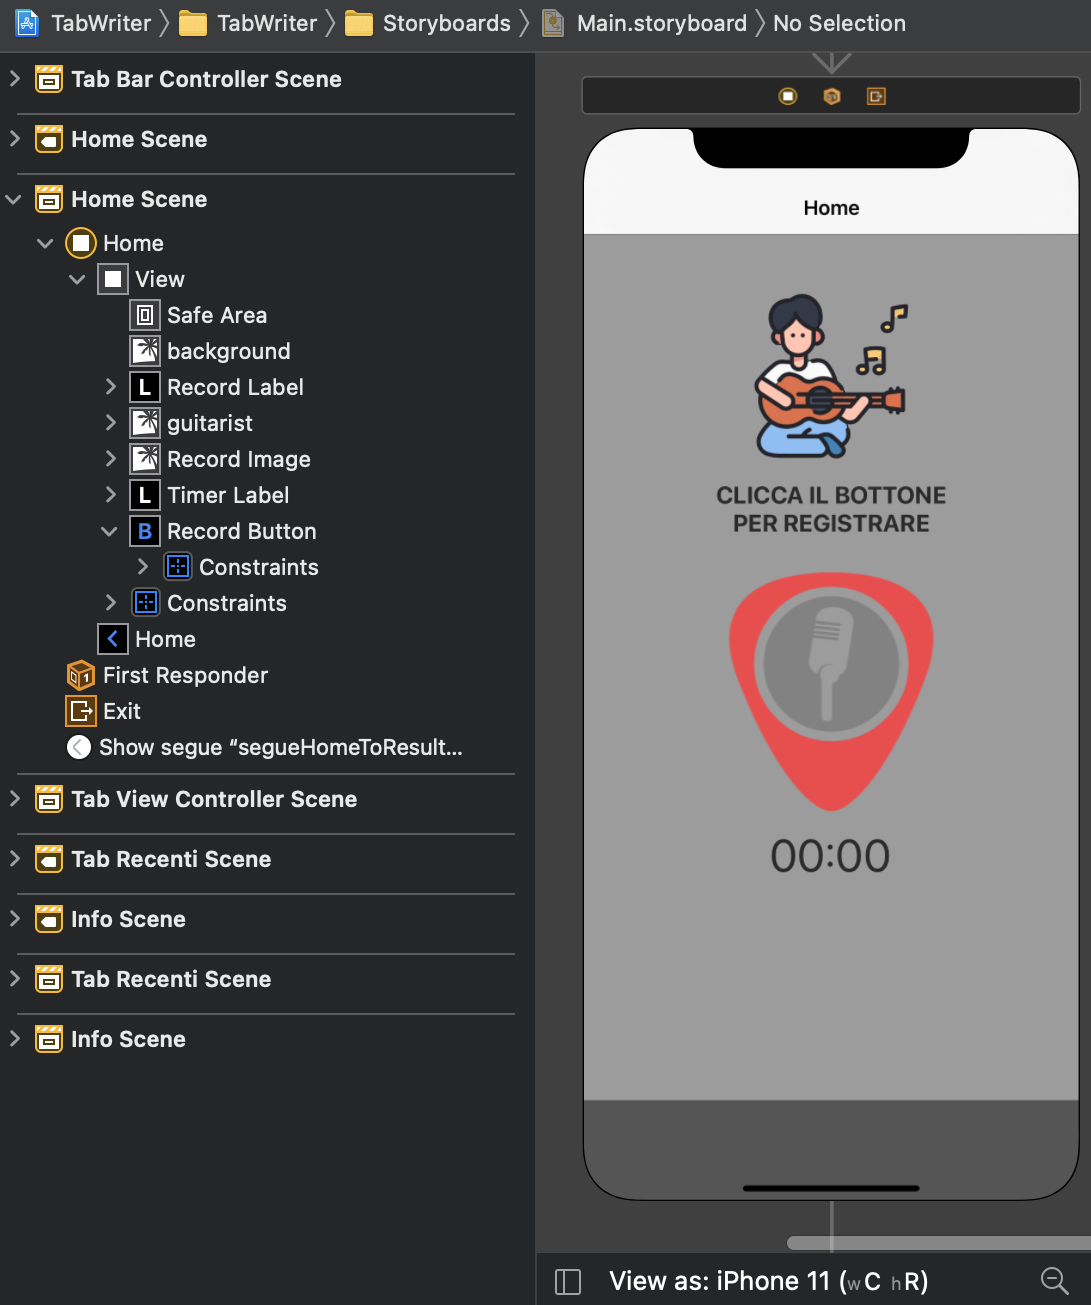 TabWriter
TabWriter
Storyboards
Main.storyboard
No Selection
Tab Bar Controller Scene
Home Scene
Home Scene
Home
View
Safe Area
background
L Record Label
guitarist
Record Image
L Timer Label
B Record Button
Constraints
Constraints
Home
First Responder
Exit
Show segue “segueHomeToResult...
Tab View Controller Scene
Tab Recenti Scene
Info Scene
Tab Recenti Scene
Info Scene
Home
CLICCA IL BOTTONE
PER REGISTRARE
00:00
View as: iPhone 11 (wC hR)